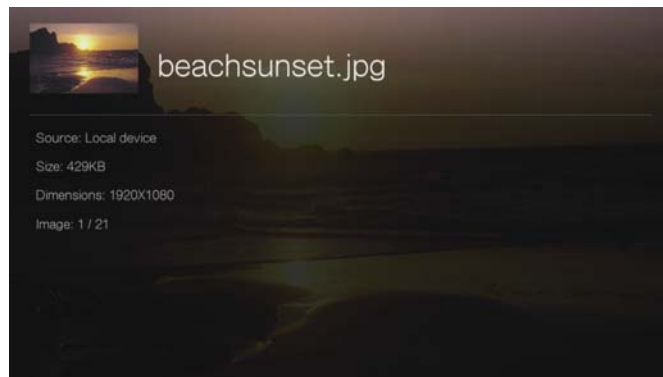 beachsunset.jpg
Source: Local device
Size: 429KB
Dimensions: 1920X1080
Image: 1 / 21